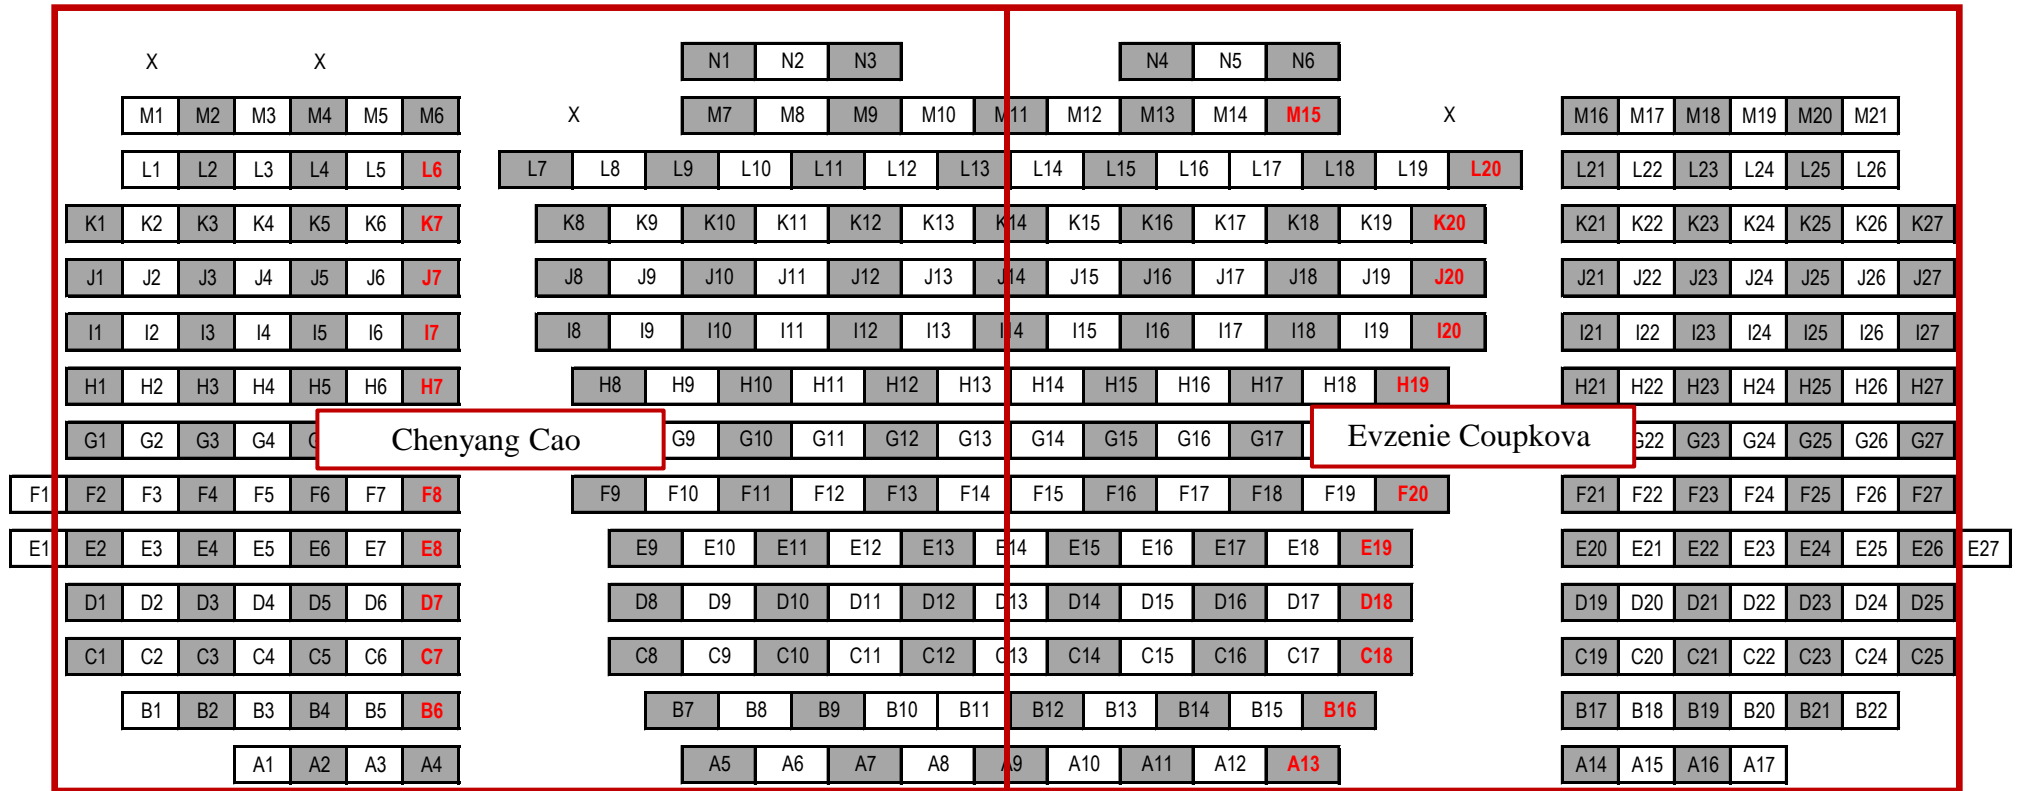 X X N1 N2 N3 N4 N5 N6
M1 M2 M3 M4 M5 M6 X M7 M8 M9 M10 M11 M12 M13 M14 M15 X M16 M17 M18 M19 M20 M21
L1 L2 L3 L4 L5 L6 L7 L8 L9 L10 L11 L12 L13 L14 L15 L16 L17 L18 L19 L20 L21 L22 L23 L24 L25 L26
K1 K2 K3 K4 K5 K6 K7 K8 K9 K10 K11 K12 K13 K14 K15 K16 K17 K18 K19 K20 K21 K22 K23 K24 K25 K26 K27
J1 J2 J3 J4 J5 J6 J7 J8 J9 J10 J11 J12 J13 J14 J15 J16 J17 J18 J19 J20 J21 J22 J23 J24 J25 J26 J27
I1 I2 I3 I4 I5 I6 I7 I8 I9 I10 I11 I12 I13 I14 I15 I16 I17 I18 I19 I20 I21 I22 I23 I24 I25 I26 I27
H1 H2 H3 H4 H5 H6 H7 H8 H9 H10 H11 H12 H13 H14 H15 H16 H17 H18 H19 H21 H22 H23 H24 H25 H26 H27
G1 G2 G3 G4 Chenyang Cao G9 G10 G11 G12 G13 G14 G15 G16 G17 Evzenie Coupkova G22 G23 G24 G25 G26 G27
F1 F2 F3 F4 F5 F6 F7 F8 F9 F10 F11 F12 F13 F14 F15 F16 F17 F18 F19 F20 F21 F22 F23 F24 F25 F26 F27
E1 E2 E3 E4 E5 E6 E7 E8 E9 E10 E11 E12 E13 E14 E15 E16 E17 E18 E19 E20 E21 E22 E23 E24 E25 E26 E27
D1 D2 D3 D4 D5 D6 D7 D8 D9 D10 D11 D12 D13 D14 D15 D16 D17 D18 D19 D20 D21 D22 D23 D24 D25
C1 C2 C3 C4 C5 C6 C7 C8 C9 C10 C11 C12 C13 C14 C15 C16 C17 C18 C19 C20 C21 C22 C23 C24 C25
B1 B2 B3 B4 B5 B6 B7 B8 B9 B10 B11 B12 B13 B14 B15 B16 B17 B18 B19 B20 B21 B22
A1 A2 A3 A4 A5 A6 A7 A8 A9 A10 A11 A12 A13 A14 A15 A16 A17